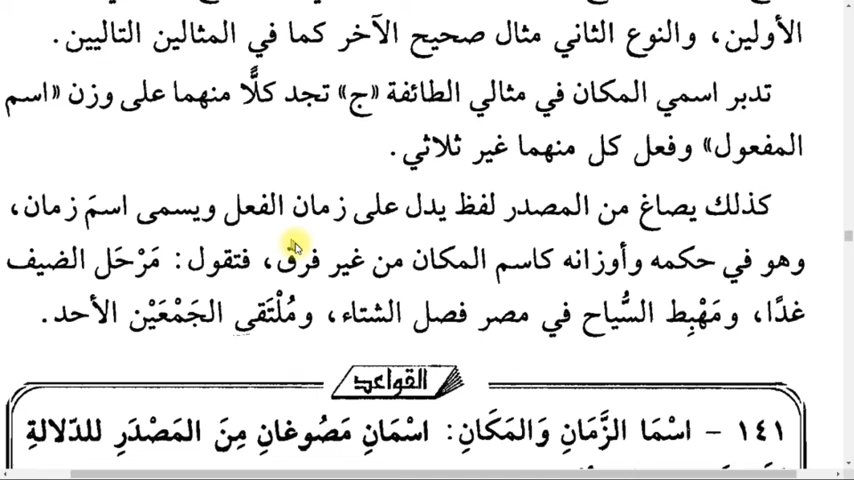 الأولين، والنوع الثاني مثال صحيح الآخر كما في المثالين التاليين.
تدبر اسمي المكان في مثالي الطائفة «ج» تجد كلًّا منهما على وزن «اسم
المفعول» وفعل كل منهما غير ثلاثي.
كذلك يصاغ من المصدر لفظ يدل على زمان الفعل ويسمى اسمَ زمان،
وهو في حكمه وأوزانه كاسم المكان من غير فرق، فتقول: مَرْحَل الضيف
غدًا، ومَهْبِط السُّياح في مصر فصل الشتاء، ومُلْتَقى الجَمْعَيْن الأحد.
القواعد
١٤١ - اسْمَا الزَّمَانِ وَالمَكَانِ: اسْمَانِ مَصُوغَانِ مِنَ المَصْدَرِ للدّلالةِ